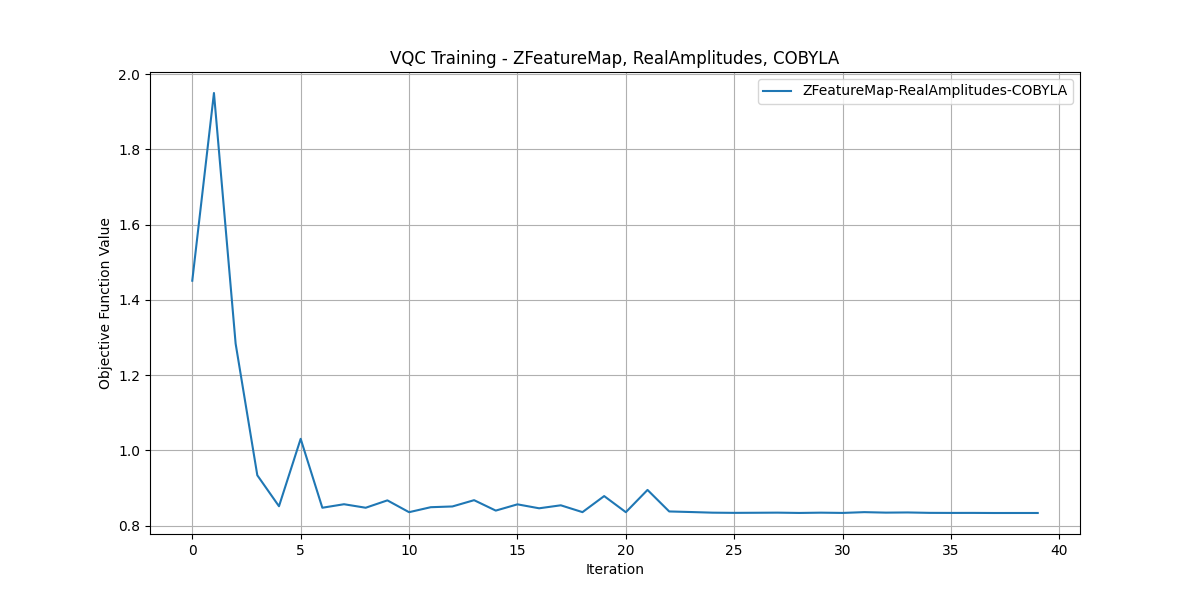 VQC Training - ZFeatureMap, RealAmplitudes, COBYLA
ZFeatureMap-RealAmplitudes-COBYLA
Objective Function Value
2.0
1.8
1.6
1.4
1.2
1.0
0.8
0 5 10 15 20 25 30 35 40
Iteration